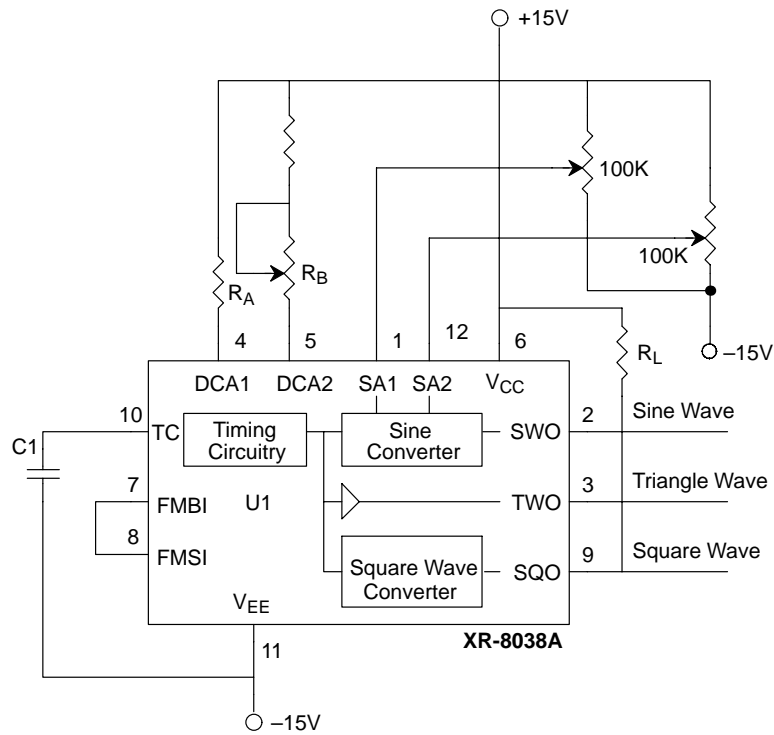 +15V
100K
100K
R_A
R_B
4
5
1
12
6
R_L
–15V
DCA1
DCA2
SA1
SA2
V_CC
10
TC
Timing
Circuitry
Sine
Converter
SWO
2
Sine Wave
C1
7
FMBI
U1
TWO
3
Triangle Wave
8
FMSI
Square Wave
Converter
SQO
9
Square Wave
V_EE
XR-8038A
11
–15V